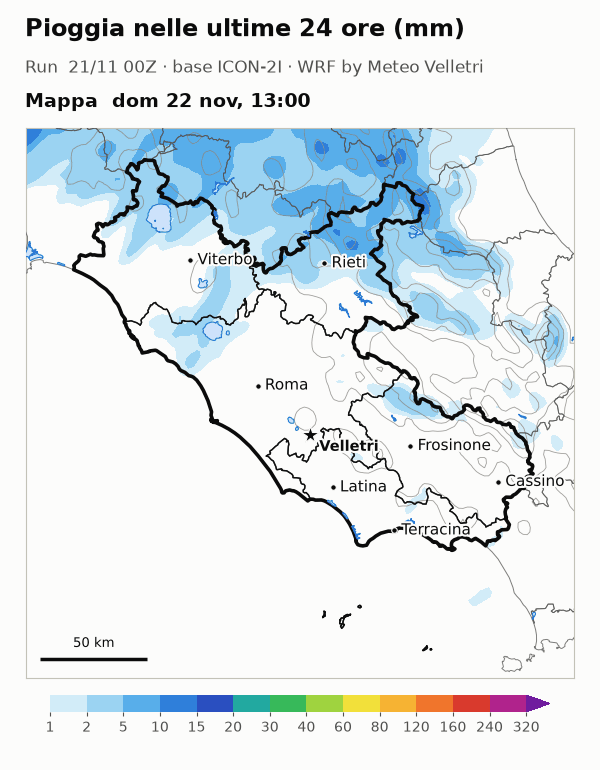 Pioggia nelle ultime 24 ore (mm)
Run 21/11 00Z · base ICON-2I · WRF by Meteo Velletri
Mappa dom 22 nov, 13:00
Viterbo
Rieti
Roma
Velletri
Frosinone
Cassino
Latina
Terracina
50 km
1 2 5 10 15 20 30 40 60 80 120 160 240 320